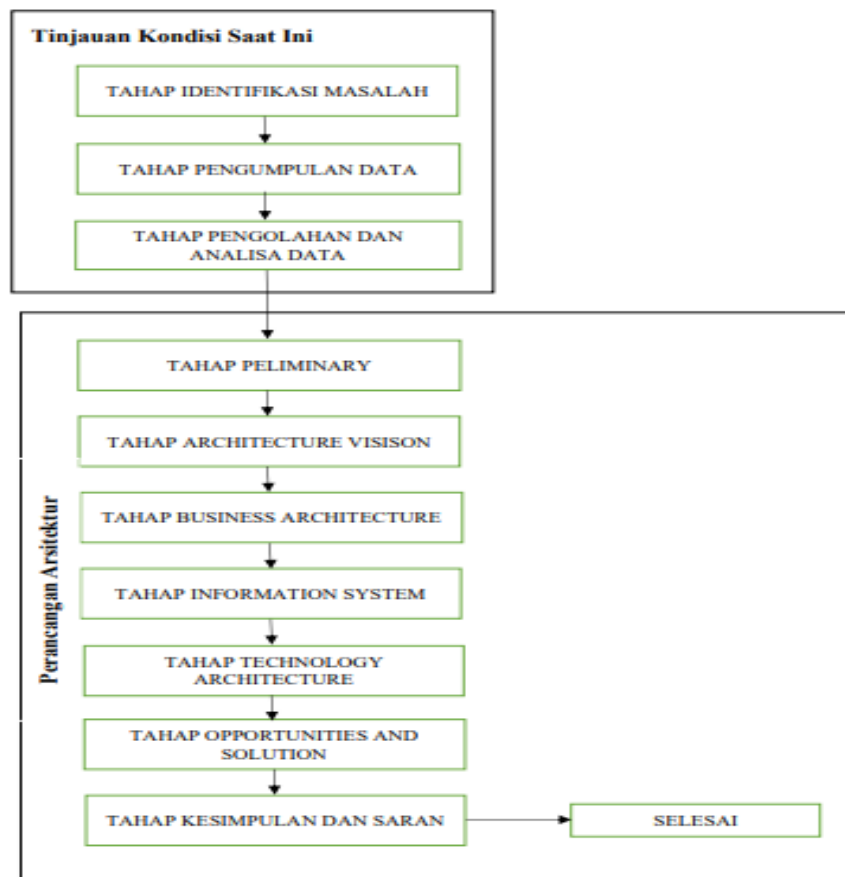 Tinjauan Kondisi Saat Ini
TAHAP IDENTIFIKASI MASALAH
TAHAP PENGUMPULAN DATA
TAHAP PENGOLAHAN DAN
ANALISA DATA
Perancangan Arsitektur
TAHAP PELIMINARY
TAHAP ARCHITECTURE VISISON
TAHAP BUSINESS ARCHITECTURE
TAHAP INFORMATION SYSTEM
TAHAP TECHNOLOGY
ARCHITECTURE
TAHAP OPPORTUNITIES AND
SOLUTION
TAHAP KESIMPULAN DAN SARAN
SELESAI